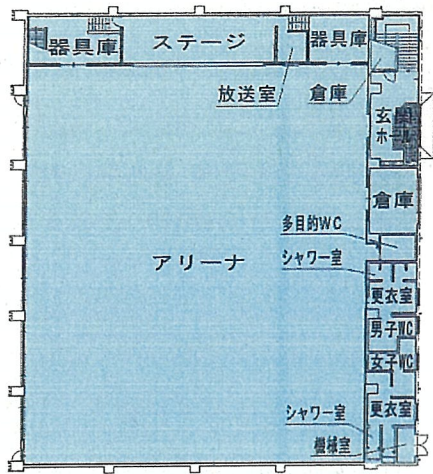 器具庫
ステージ
器具庫
放送室
倉庫
玄関
ホール
倉庫
多目的WC
シャワー室
アリーナ
更衣室
男子WC
女子WC
更衣室
シャワー室
機械室